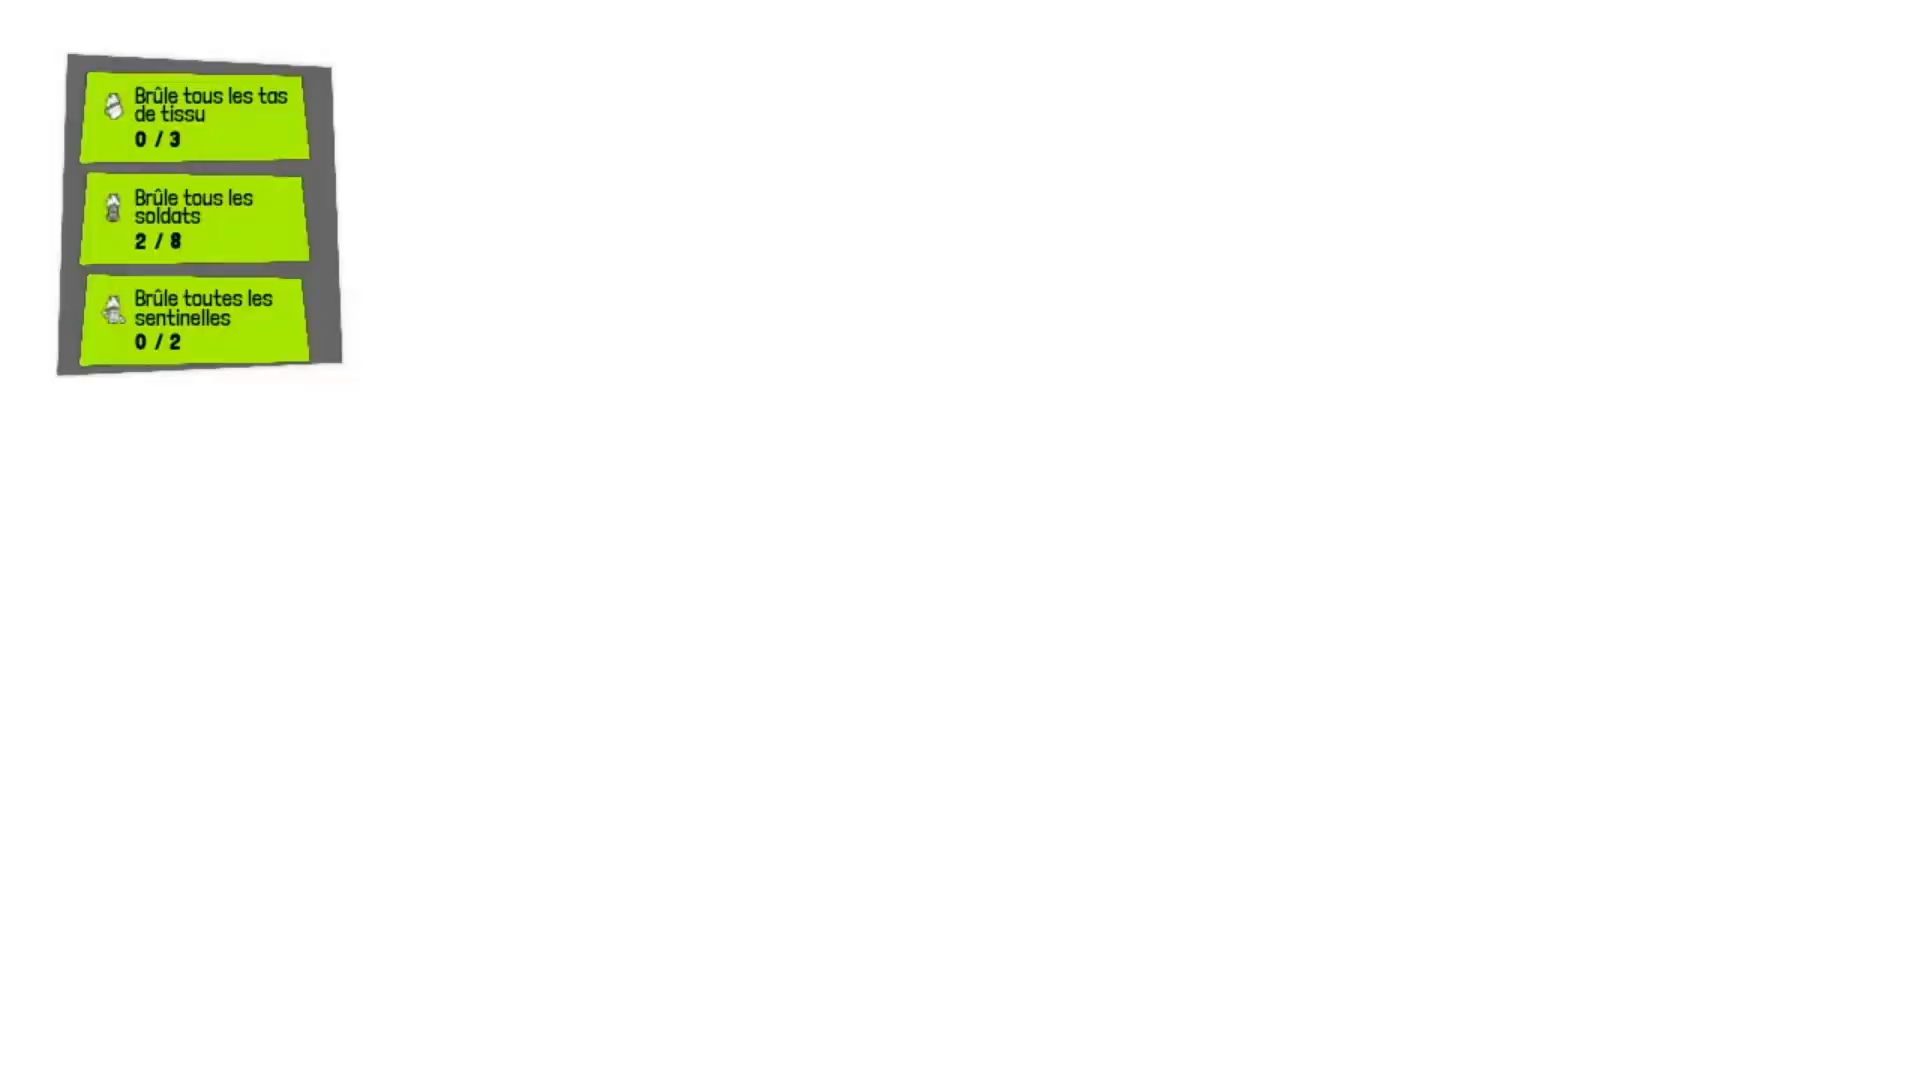 Brûle tous les tas
de tissu
0 / 3
Brûle tous les
soldats
2 / 8
Brûle toutes les
sentinelles
0 / 2